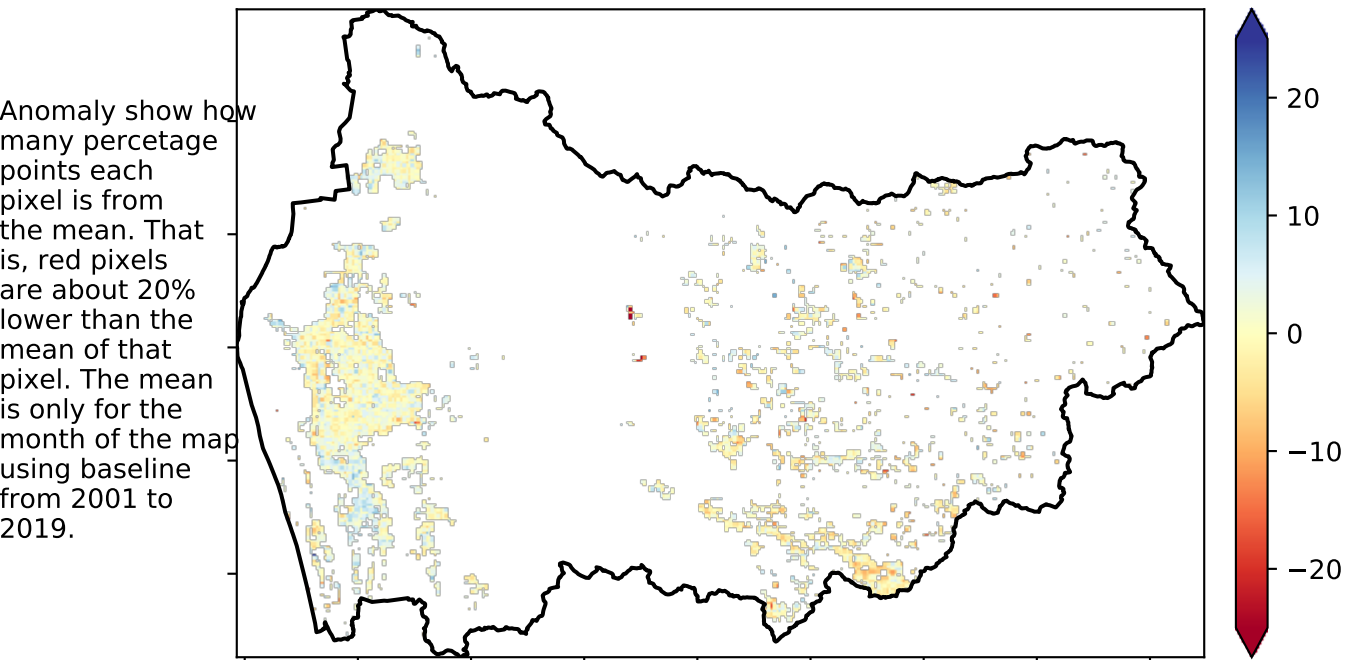 Anomaly show how
many percetage
points each
pixel is from
the mean. That
is, red pixels
are about 20%
lower than the
mean of that
pixel. The mean
is only for the
month of the map
using baseline
from 2001 to
2019.
20
10
0
−10
−20